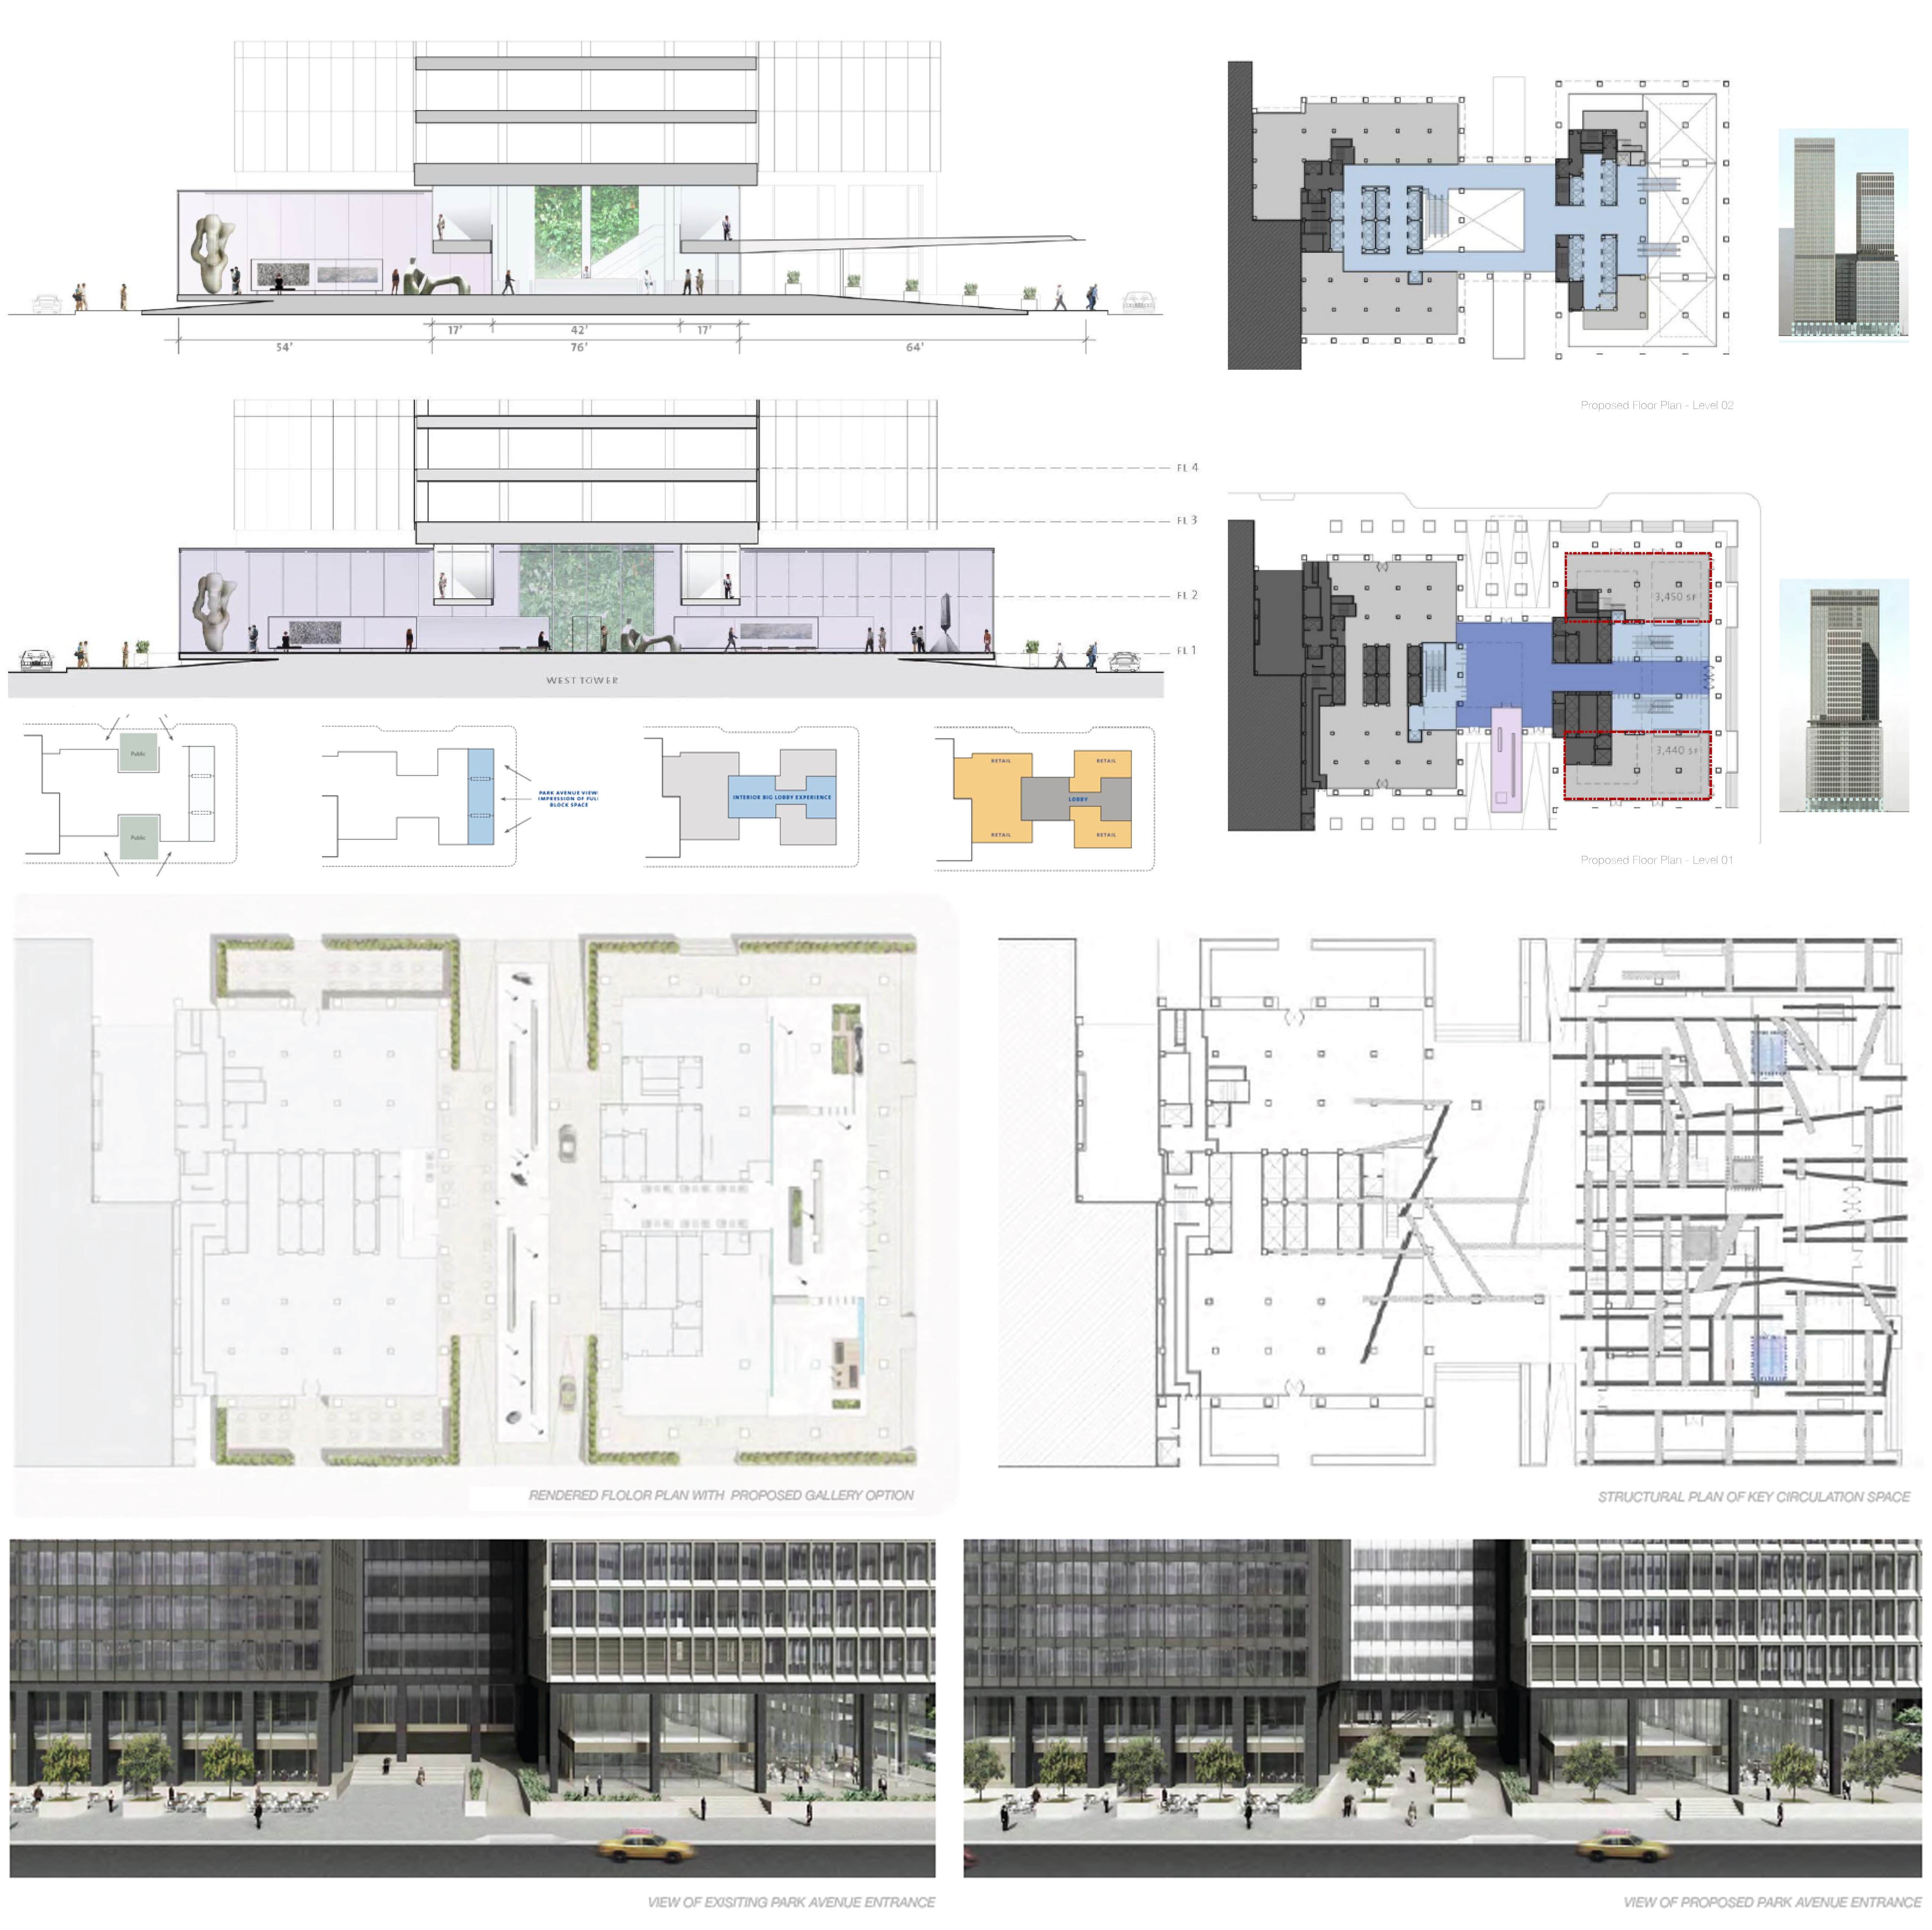 17'
42'
17'
54'
76'
64'
Proposed Floor Plan - Level 02
FL 4
FL 3
FL 2
FL 1
WEST TOWER
3,450 SF
3,440 SF
Proposed Floor Plan - Level 01
Public
Public
PARK AVENUE VIEW:
IMPRESSION OF FULL
BLOCK SPACE
INTERIOR BIG LOBBY EXPERIENCE
RETAIL
RETAIL
LOBBY
RETAIL
RETAIL
RENDERED FLOLOR PLAN WITH PROPOSED GALLERY OPTION
STRUCTURAL PLAN OF KEY CIRCULATION SPACE
VIEW OF EXISITING PARK AVENUE ENTRANCE
VIEW OF PROPOSED PARK AVENUE ENTRANCE